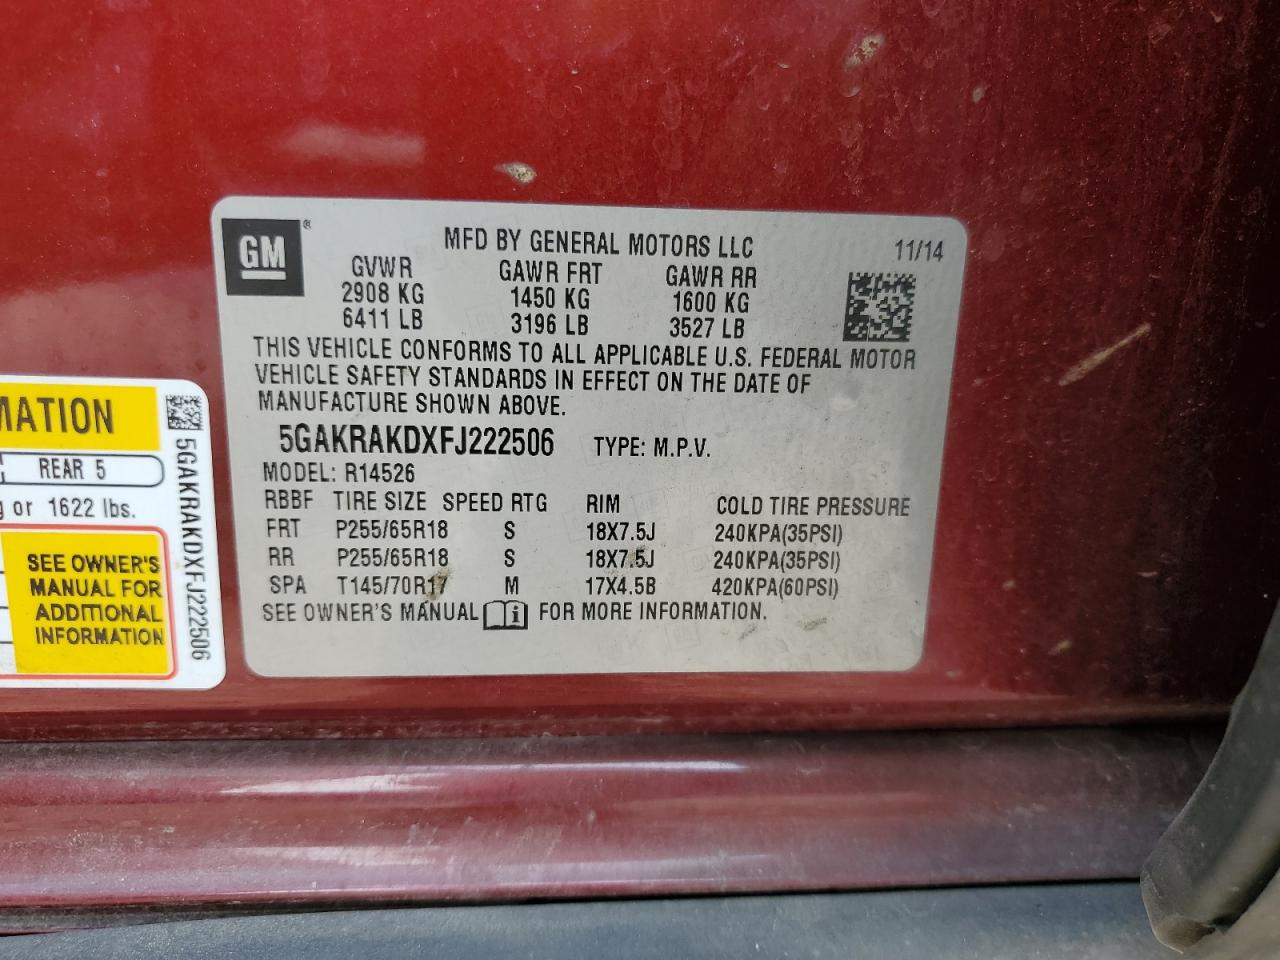 GM ®
MFD BY GENERAL MOTORS LLC 11/14
GVWR GAWR FRT GAWR RR
2908 KG 1450 KG 1600 KG
6411 LB 3196 LB 3527 LB
THIS VEHICLE CONFORMS TO ALL APPLICABLE U.S. FEDERAL MOTOR
VEHICLE SAFETY STANDARDS IN EFFECT ON THE DATE OF
MANUFACTURE SHOWN ABOVE.
5GAKRAKDXFJ222506 TYPE: M.P.V.
MODEL: R14526
RBBF TIRE SIZE SPEED RTG RIM COLD TIRE PRESSURE
FRT P255/65R18 S 18X7.5J 240KPA(35PSI)
RR P255/65R18 S 18X7.5J 240KPA(35PSI)
SPA T145/70R17 M 17X4.5B 420KPA(60PSI)
SEE OWNER'S MANUAL i FOR MORE INFORMATION.
MATION
REAR 5
or 1622 lbs.
SEE OWNER'S
MANUAL FOR
ADDITIONAL
INFORMATION
5GAKRAKDXFJ222506